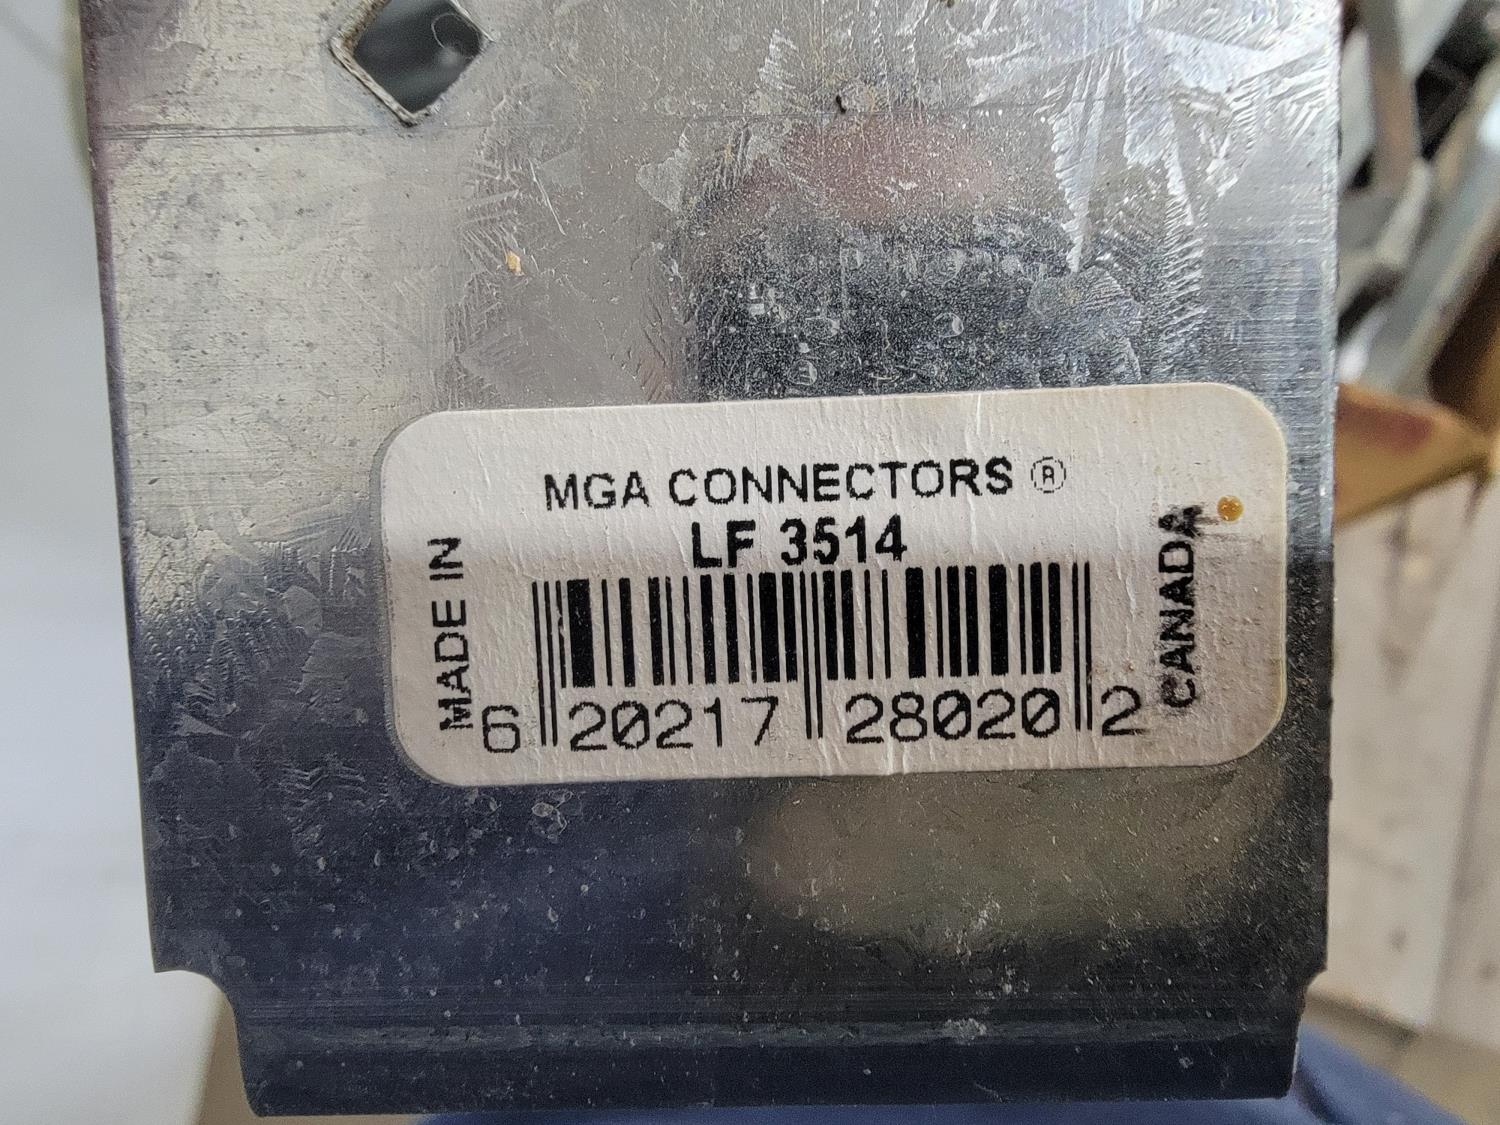 MGA CONNECTORS ®
LF 3514
MADE IN
CANADA
6 20217 28020 2